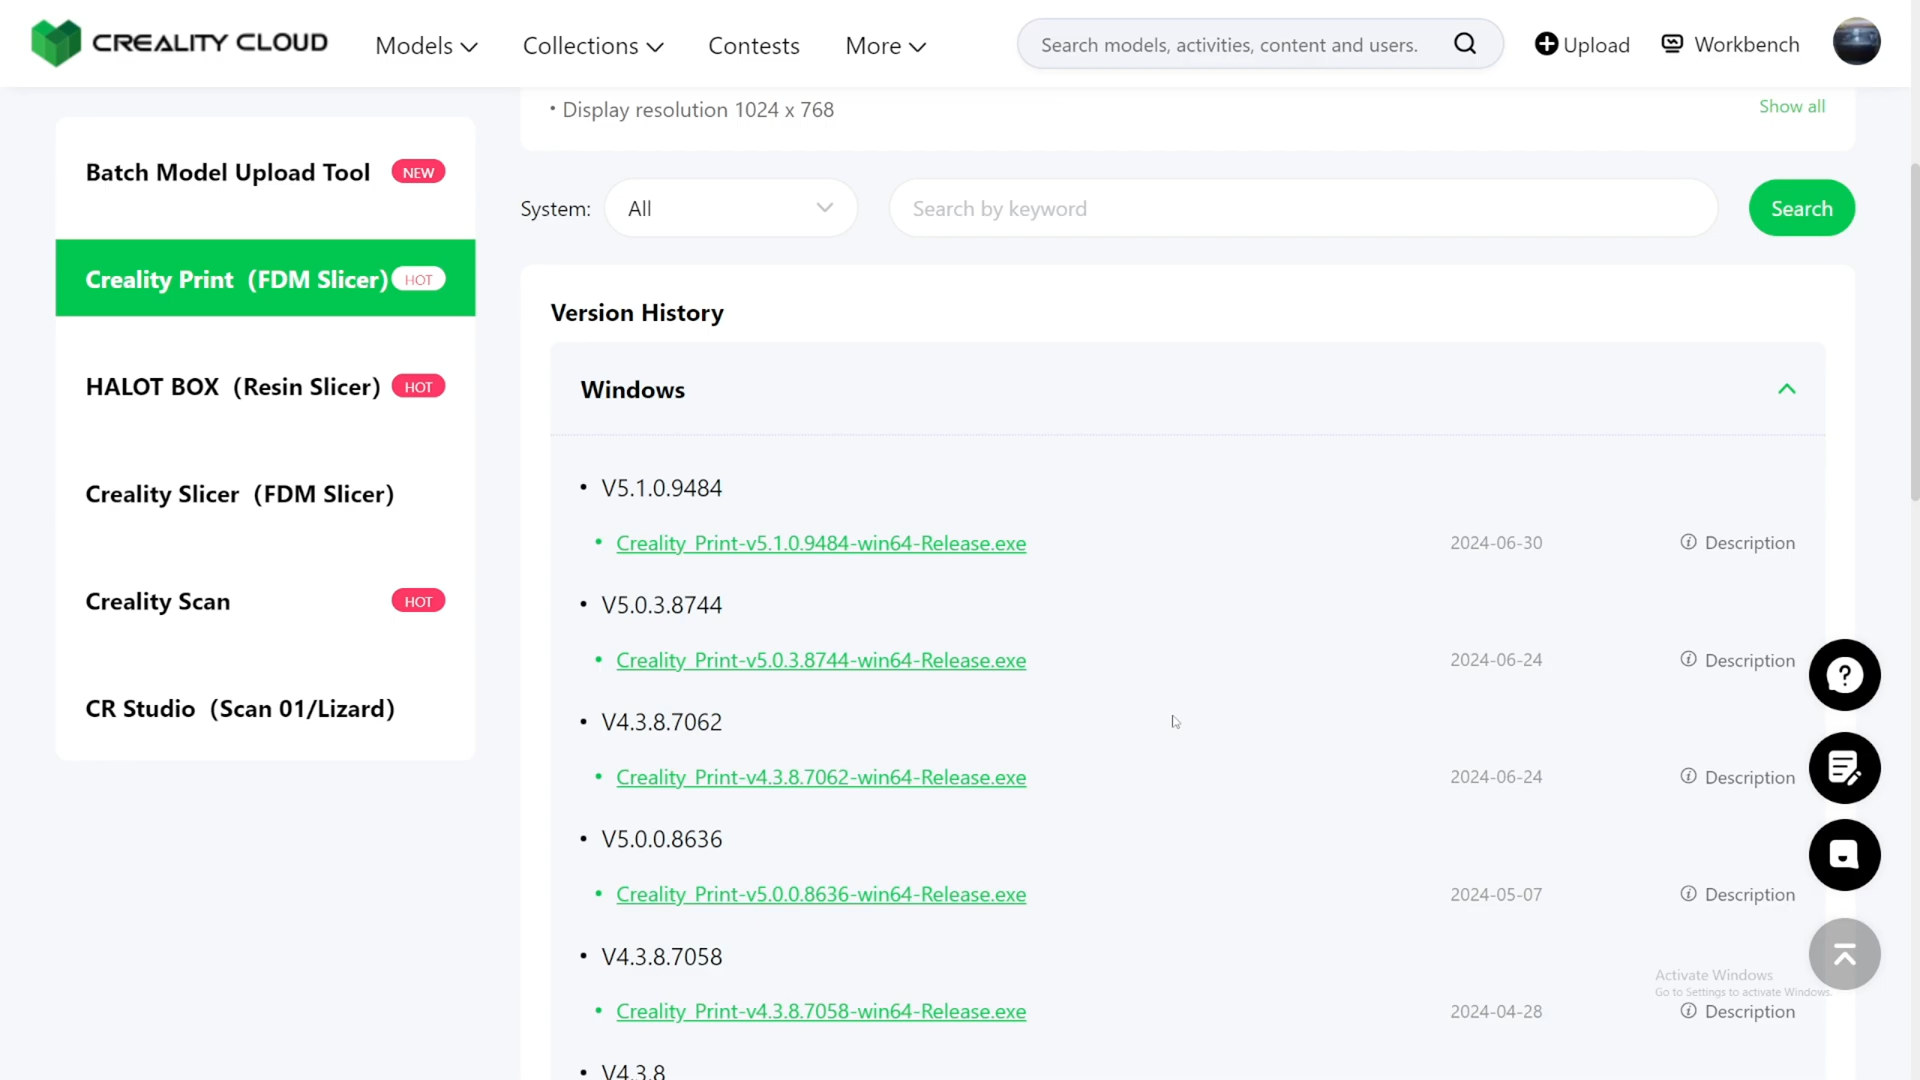 CREALITY CLOUD Models Collections Contests More Search models, activities, content and users. Upload Workbench
• Display resolution 1024 x 768 Show all
Batch Model Upload Tool NEW
Creality Print（FDM Slicer） HOT
HALOT BOX（Resin Slicer） HOT
Creality Slicer（FDM Slicer）
Creality Scan HOT
CR Studio（Scan 01/Lizard）
System: All Search by keyword Search
Version History
Windows
• V5.1.0.9484
• Creality_Print-v5.1.0.9484-win64-Release.exe 2024-06-30 Description
• V5.0.3.8744
• Creality_Print-v5.0.3.8744-win64-Release.exe 2024-06-24 Description
• V4.3.8.7062
• Creality_Print-v4.3.8.7062-win64-Release.exe 2024-06-24 Description
• V5.0.0.8636
• Creality_Print-v5.0.0.8636-win64-Release.exe 2024-05-07 Description
• V4.3.8.7058
• Creality_Print-v4.3.8.7058-win64-Release.exe 2024-04-28 Description
• V4.3.8
Activate Windows
Go to Settings to activate Windows.